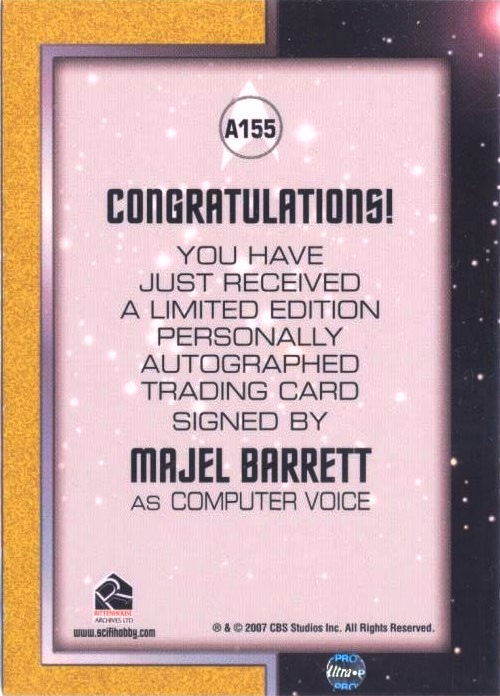 A155
CONGRATULATIONS!
YOU HAVE
JUST RECEIVED
A LIMITED EDITION
PERSONALLY
AUTOGRAPHED
TRADING CARD
SIGNED BY
MAJEL BARRETT
AS COMPUTER VOICE
RITTENHOUSE
ARCHIVES LTD
www.scifihobby.com
® & © 2007 CBS Studios Inc. All Rights Reserved.
PRO
Ultra•P
PRO